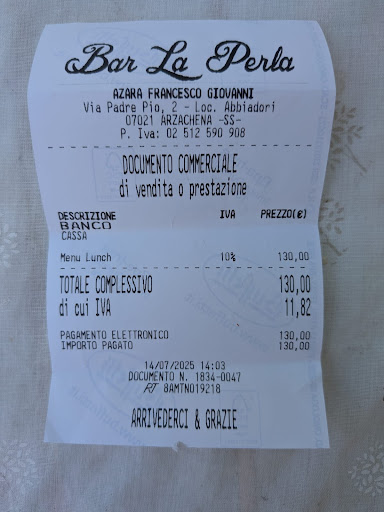 Bar La Perla
AZARA FRANCESCO GIOVANNI
Via Padre Pio, 2 - Loc. Abbiadori
07021 ARZACHENA -SS-
P. Iva: 02 512 590 908
DOCUMENTO COMMERCIALE
di vendita o prestazione
DESCRIZIONE IVA PREZZO(€)
BANCO
CASSA
Menu Lunch 10% 130,00
TOTALE COMPLESSIVO 130,00
di cui IVA 11,82
PAGAMENTO ELETTRONICO 130,00
IMPORTO PAGATO 130,00
14/07/2025 14:03
DOCUMENTO N. 1834-0047
RT 8AMTN019218
ARRIVEDERCI & GRAZIE